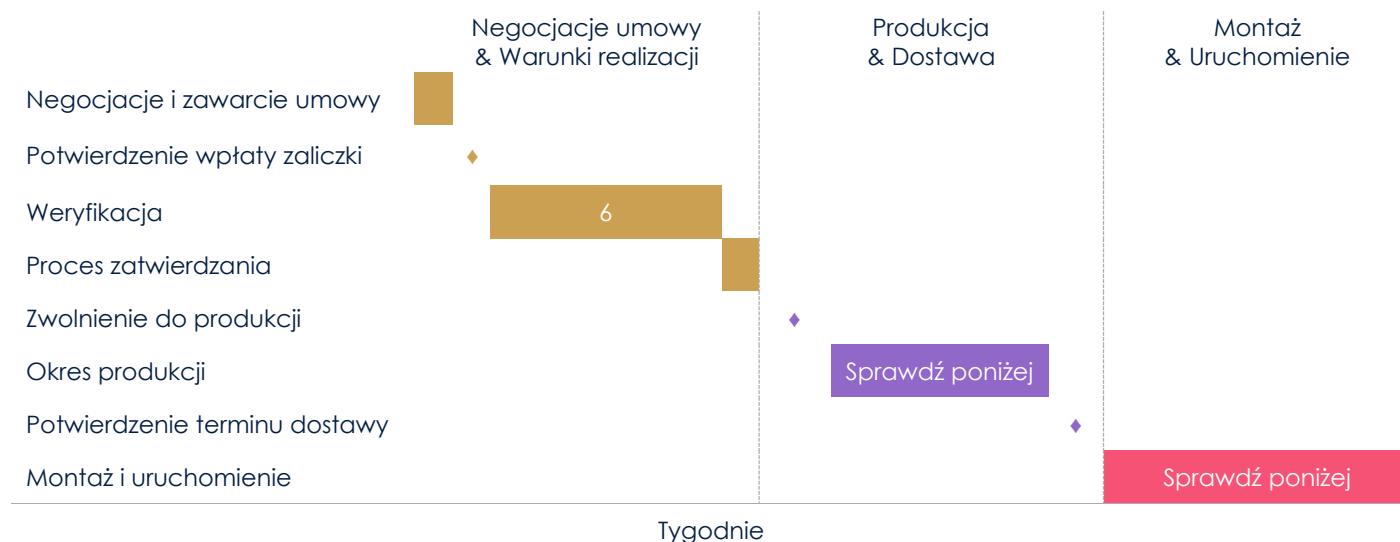 Negocjacje umowy
& Warunki realizacji
Produkcja
& Dostawa
Montaż
& Uruchomienie
Negocjacje i zawarcie umowy
Potwierdzenie wpłaty zaliczki
Weryfikacja
6
Proces zatwierdzania
Zwolnienie do produkcji
Okres produkcji
Sprawdź poniżej
Potwierdzenie terminu dostawy
Montaż i uruchomienie
Sprawdź poniżej
Tygodnie